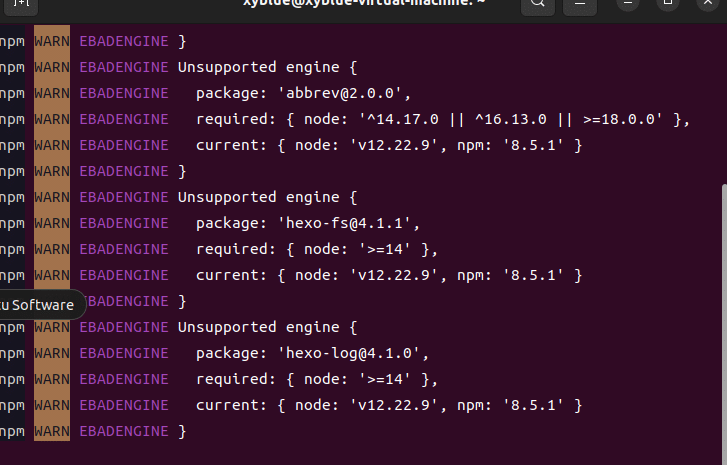 xyblue@xyblue-virtual-machine: ~
npm WARN EBADENGINE }
npm WARN EBADENGINE Unsupported engine {
npm WARN EBADENGINE   package: 'abbrev@2.0.0',
npm WARN EBADENGINE   required: { node: '^14.17.0 || ^16.13.0 || >=18.0.0' },
npm WARN EBADENGINE   current: { node: 'v12.22.9', npm: '8.5.1' }
npm WARN EBADENGINE }
npm WARN EBADENGINE Unsupported engine {
npm WARN EBADENGINE   package: 'hexo-fs@4.1.1',
npm WARN EBADENGINE   required: { node: '>=14' },
npm WARN EBADENGINE   current: { node: 'v12.22.9', npm: '8.5.1' }
tu Software EBADENGINE }
npm WARN EBADENGINE Unsupported engine {
npm WARN EBADENGINE   package: 'hexo-log@4.1.0',
npm WARN EBADENGINE   required: { node: '>=14' },
npm WARN EBADENGINE   current: { node: 'v12.22.9', npm: '8.5.1' }
npm WARN EBADENGINE }